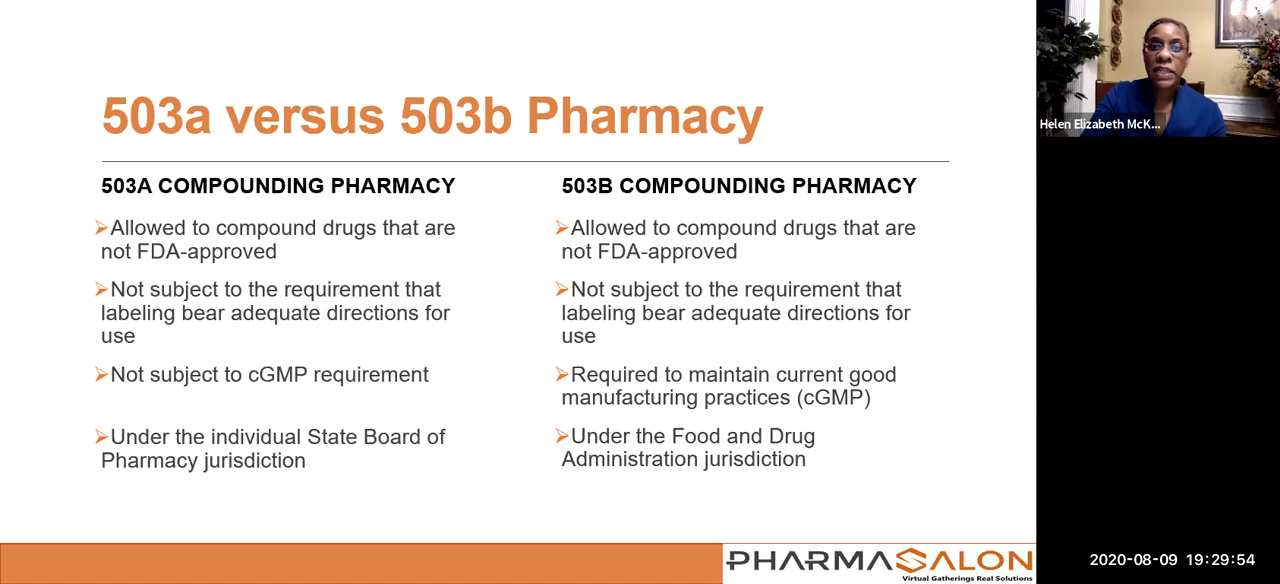 503a versus 503b Pharmacy
503A COMPOUNDING PHARMACY
➢Allowed to compound drugs that are
not FDA-approved
➢Not subject to the requirement that
labeling bear adequate directions for
use
➢Not subject to cGMP requirement
➢Under the individual State Board of
Pharmacy jurisdiction
503B COMPOUNDING PHARMACY
➢Allowed to compound drugs that are
not FDA-approved
➢Not subject to the requirement that
labeling bear adequate directions for
use
➢Required to maintain current good
manufacturing practices (cGMP)
➢Under the Food and Drug
Administration jurisdiction
PHARMASALON
Virtual Gatherings Real Solutions
Helen Elizabeth McK...
2020-08-09 19:29:54